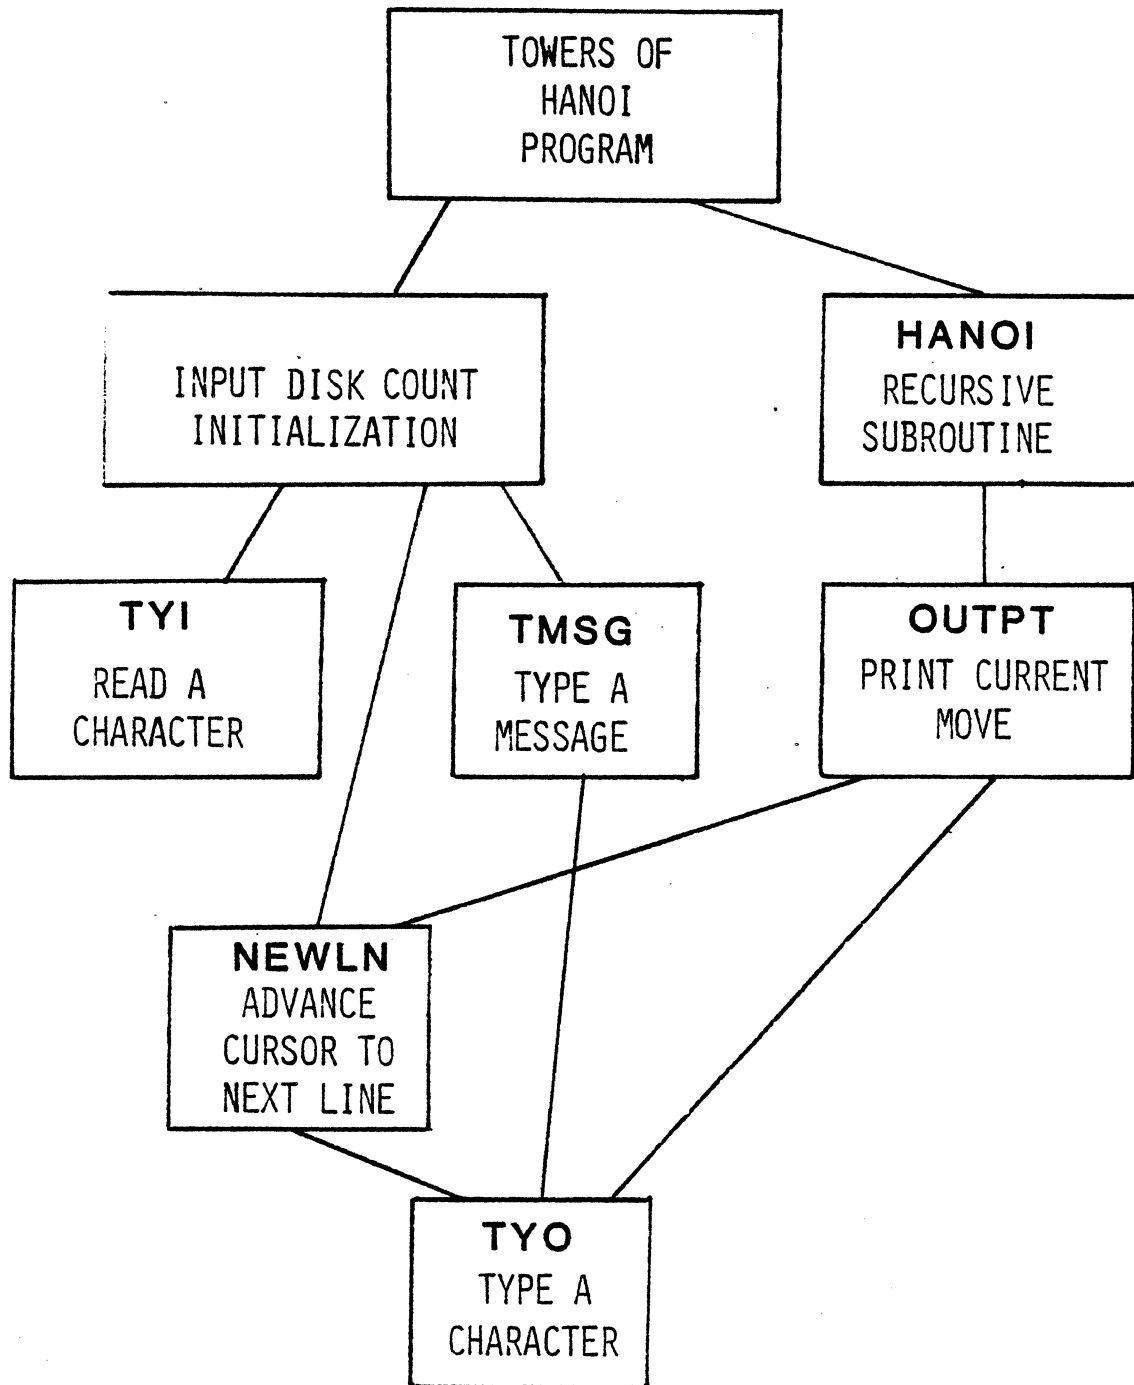 TOWERS OF
HANOI
PROGRAM
INPUT DISK COUNT
INITIALIZATION
HANOI
RECURSIVE
SUBROUTINE
TYI
READ A
CHARACTER
TMSG
TYPE A
MESSAGE
OUTPT
PRINT CURRENT
MOVE
NEWLN
ADVANCE
CURSOR TO
NEXT LINE
TYO
TYPE A
CHARACTER